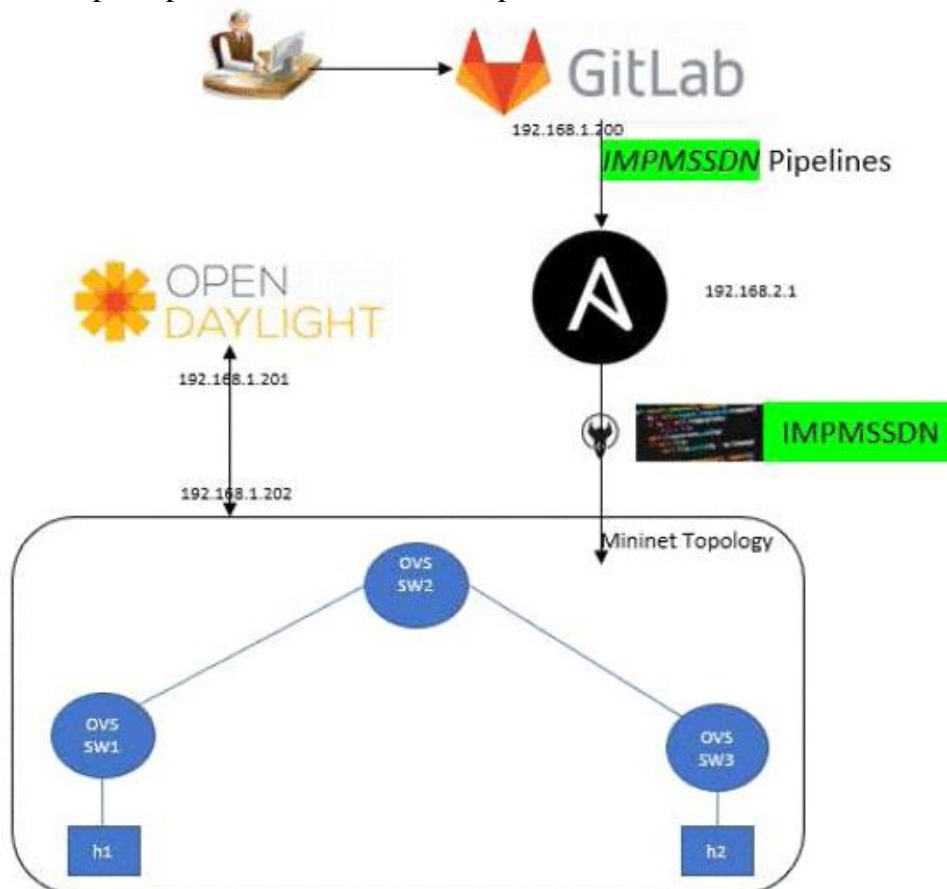 GitLab
192.168.1.200
IMPMSSDN Pipelines
OPEN
DAYLIGHT
192.168.2.1
192.168.1.201
IMPMSSDN
192.168.1.202
Mininet Topology
OVS
SW2
OVS
SW1
OVS
SW3
h1
h2